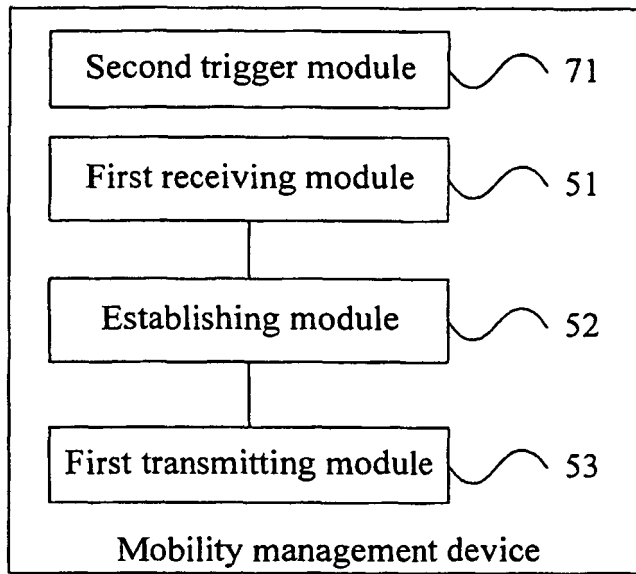 Second trigger module 71
First receiving module 51
Establishing module 52
First transmitting module 53
Mobility management device